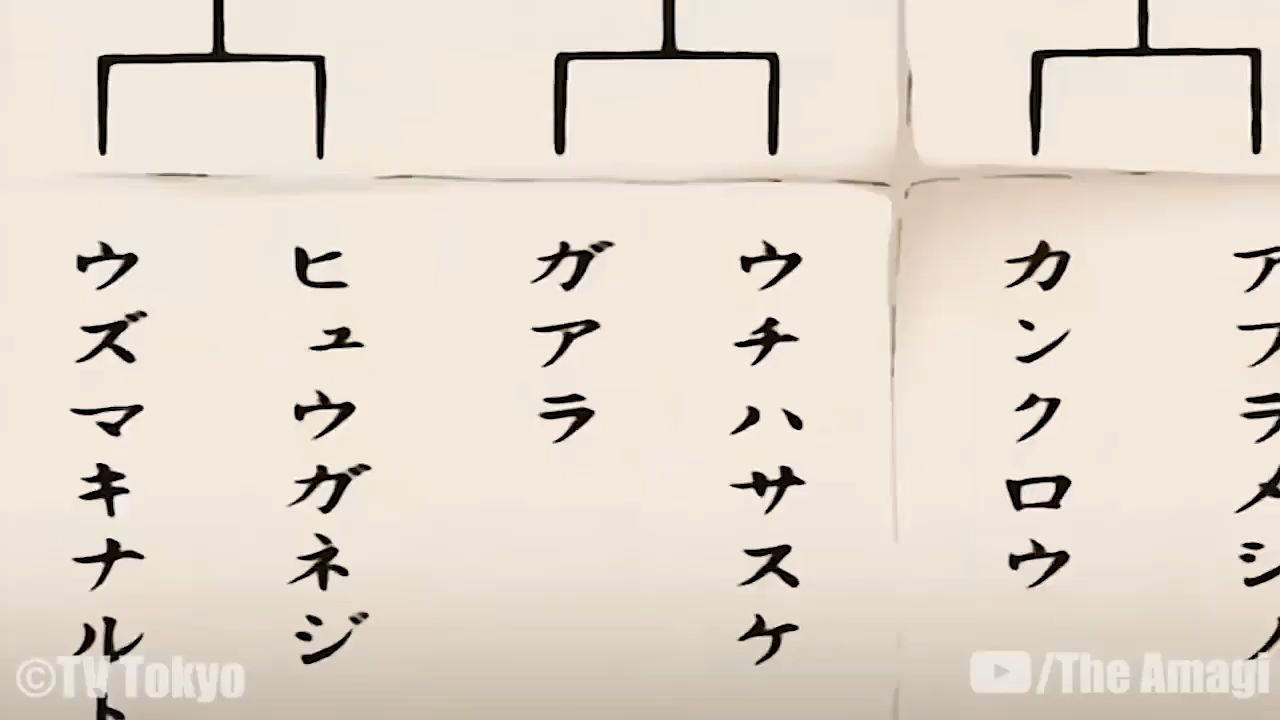 ウズマキナルト
ヒュウガネジ
ガアラ
ウチハサスケ
カンクロウ
©TV Tokyo
/The Amagi